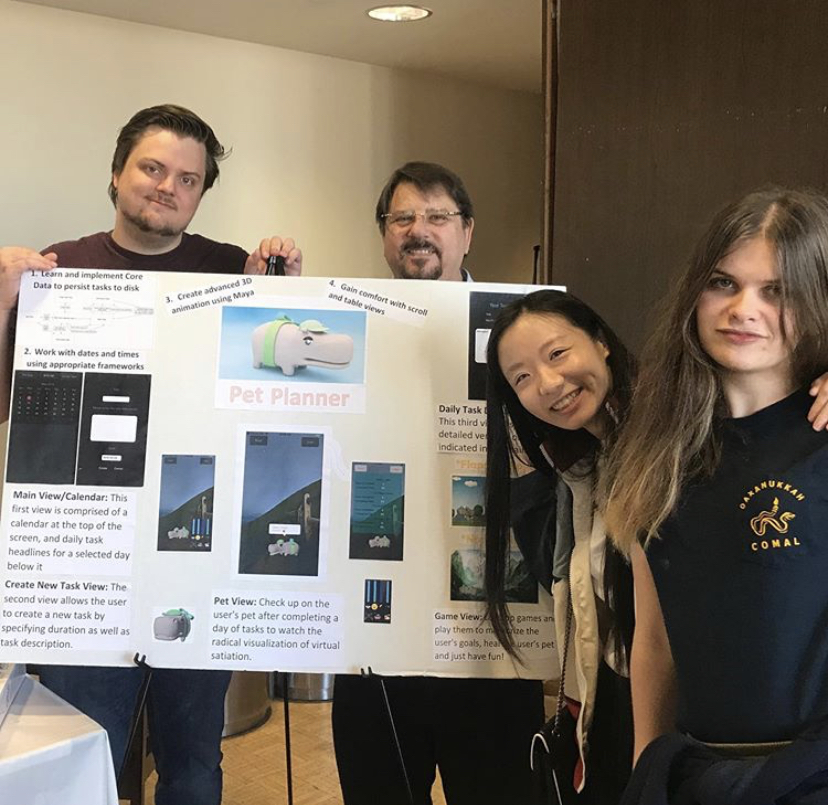 1. Learn and implement Core
Data to persist tasks to disk
2. Work with dates and times
using appropriate frameworks
Main View/Calendar: This
first view is comprised of a
calendar at the top of the
screen, and daily task
headlines for a selected day
below it
Create New Task View: The
second view allows the user
to create a new task by
specifying duration as well as
task description.
3. Create advanced 3D
animation using Maya
Pet Planner
Pet View: Check up on the
user's pet after completing a
day of tasks to watch the
radical visualization of virtual
satiation.
4. Gain comfort with scroll
and table views
Daily Task
This third
detailed
indicated in
Game View:
games and
play them to
the
user's goals,
user's pet
and just have fun!
OAKANUKKAH
COMAL